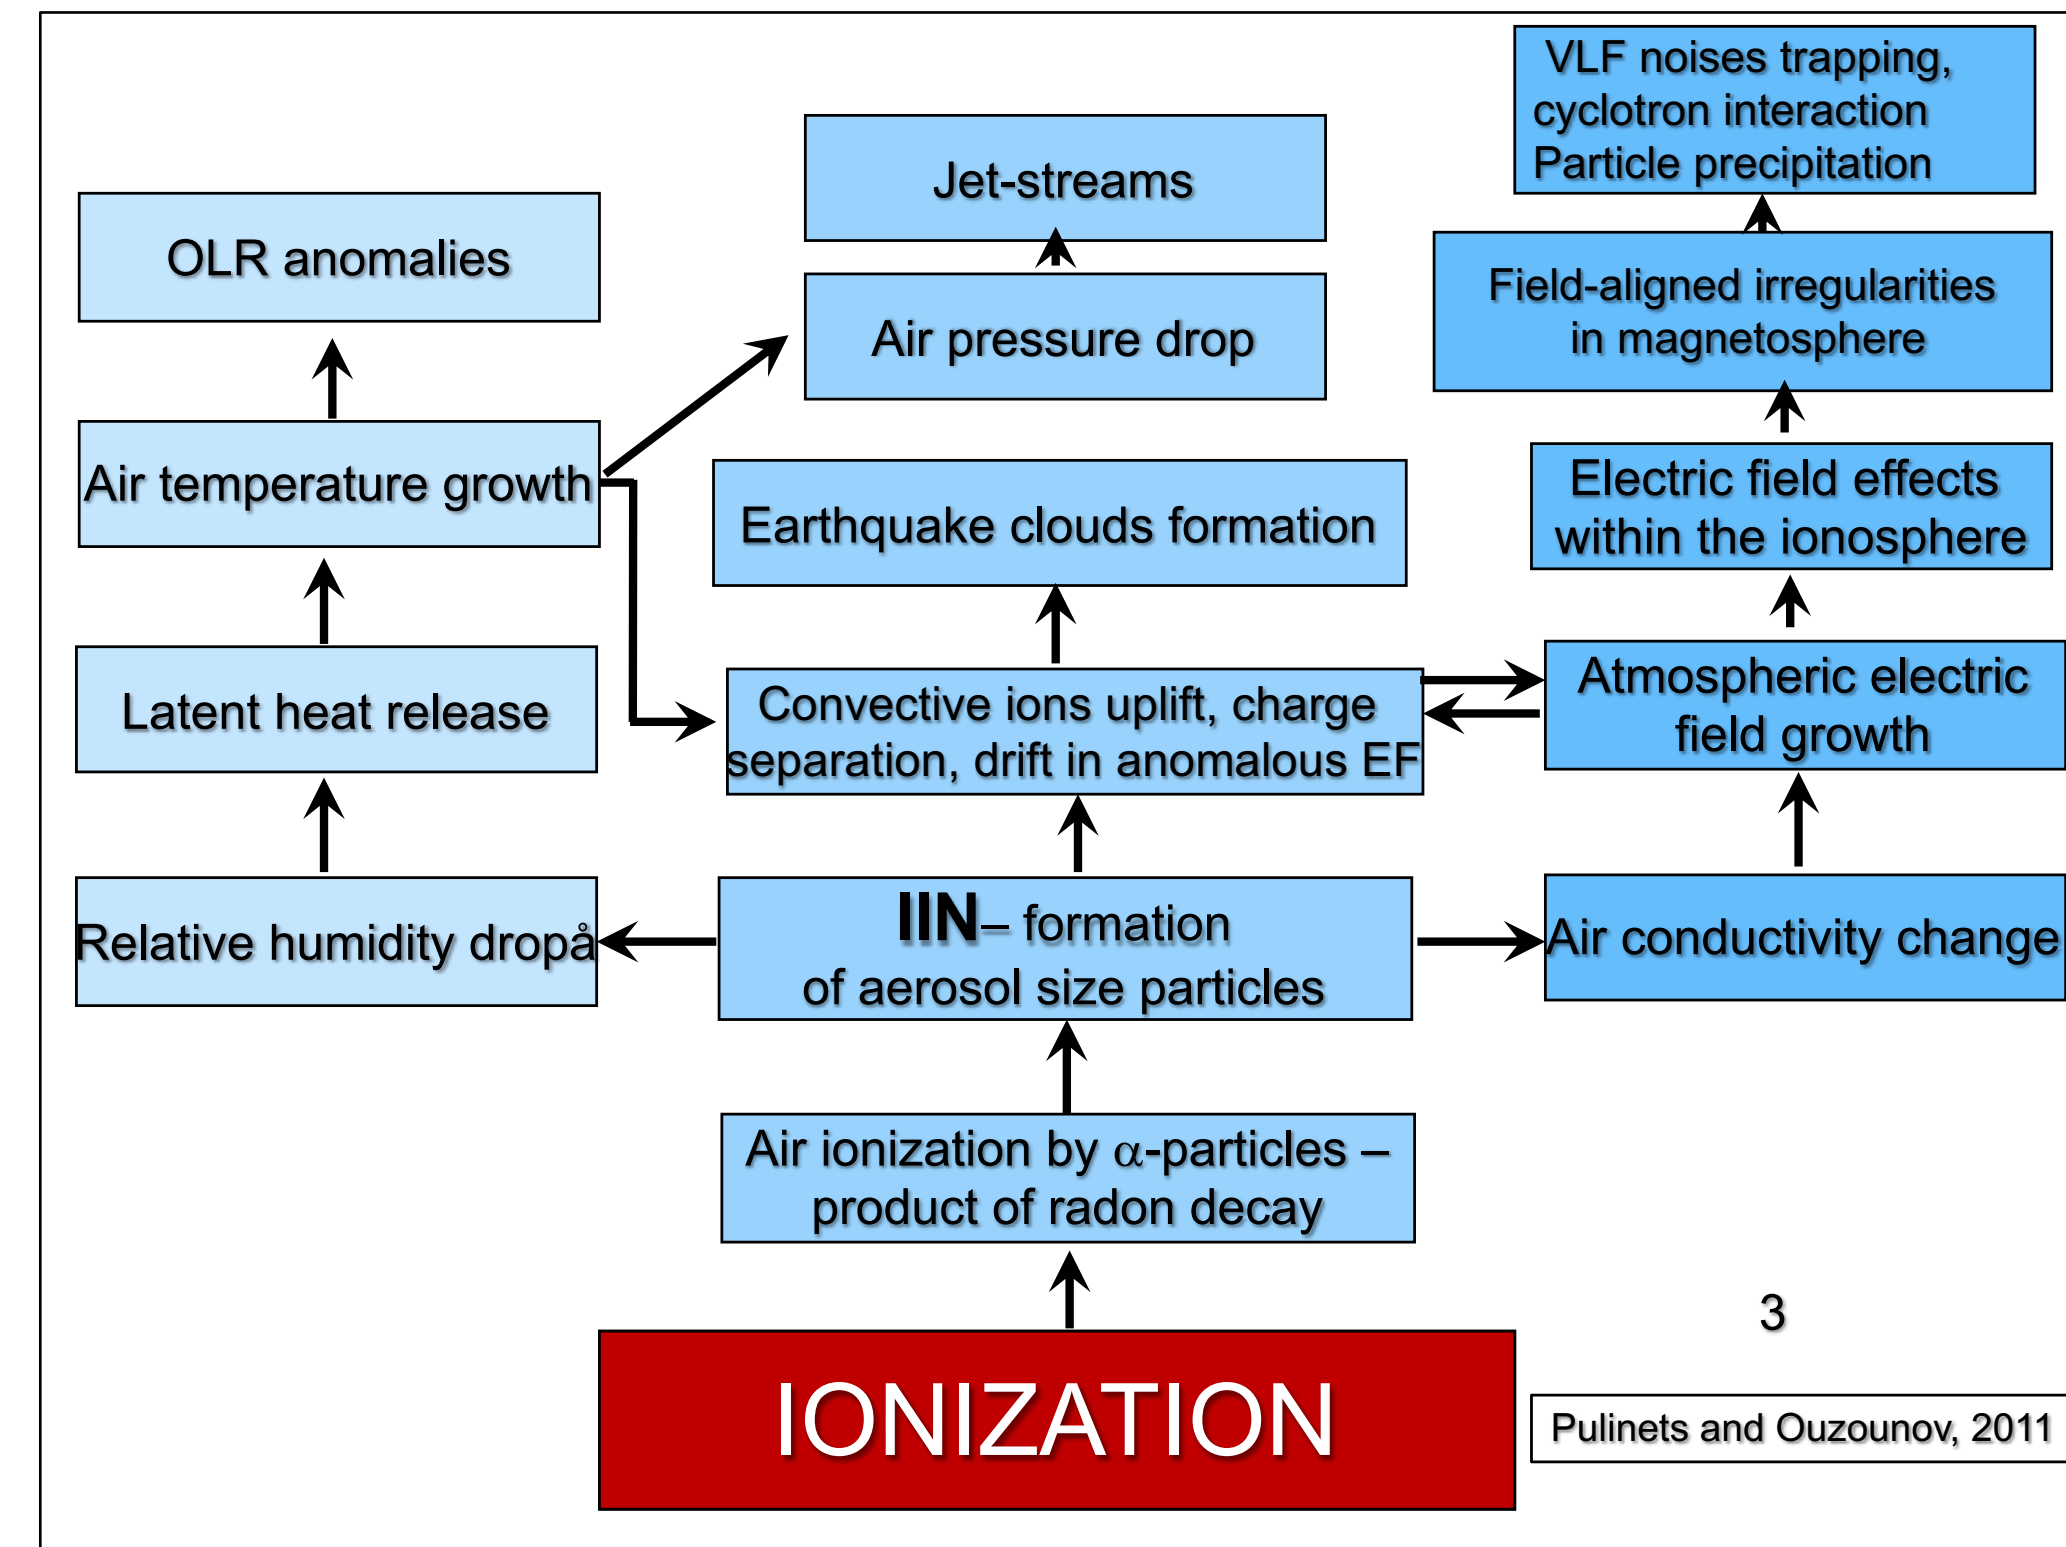 VLF noises trapping,
cyclotron interaction
Particle precipitation
Jet-streams
OLR anomalies
Field-aligned irregularities
in magnetosphere
Air pressure drop
Air temperature growth
Earthquake clouds formation
Electric field effects
within the ionosphere
Latent heat release
Convective ions uplift, charge
separation, drift in anomalous EF
Atmospheric electric
field growth
Relative humidity dropå
IIN– formation
of aerosol size particles
Air conductivity change
Air ionization by α-particles –
product of radon decay
3
IONIZATION
Pulinets and Ouzounov, 2011